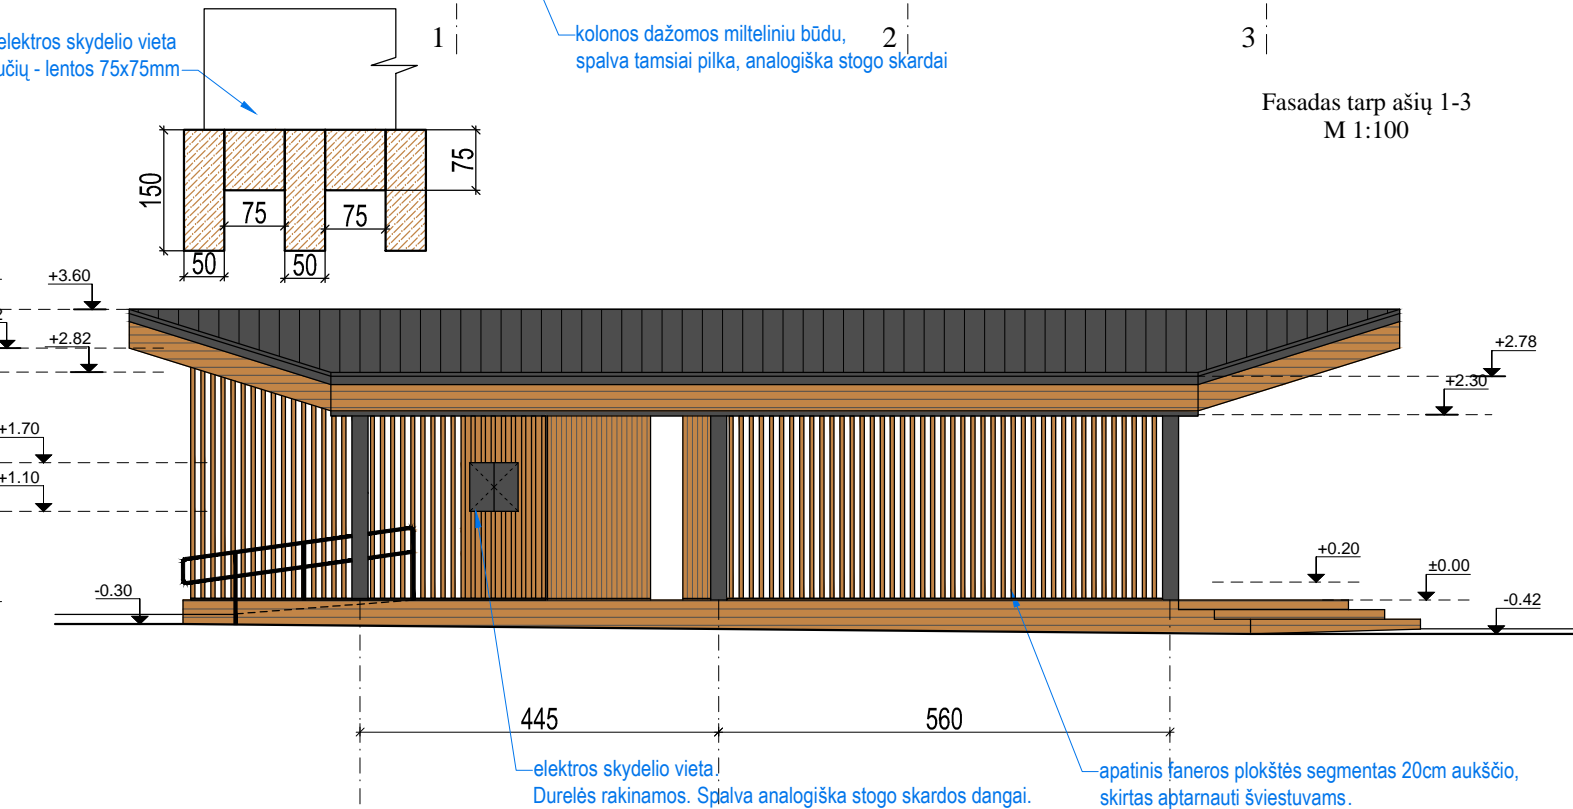 elektros skydelio vieta
lentos 75x75mm
1
kolonos dažomos milteliniu būdu,
spalva tamsiai pilka, analogiška stogo skardai
2
3
Fasadas tarp ašių 1-3
M 1:100
150
75
75
75
50
50
+3.60
+2.82
+2.78
+2.30
+1.70
+1.10
+0.20
±0.00
-0.30
-0.42
445
560
elektros skydelio vieta.
Durelės rakinamos. Spalva analogiška stogo skardos dangai.
apatinis faneros plokštės segmentas 20cm aukščio,
skirtas aptarnauti šviestuvams.